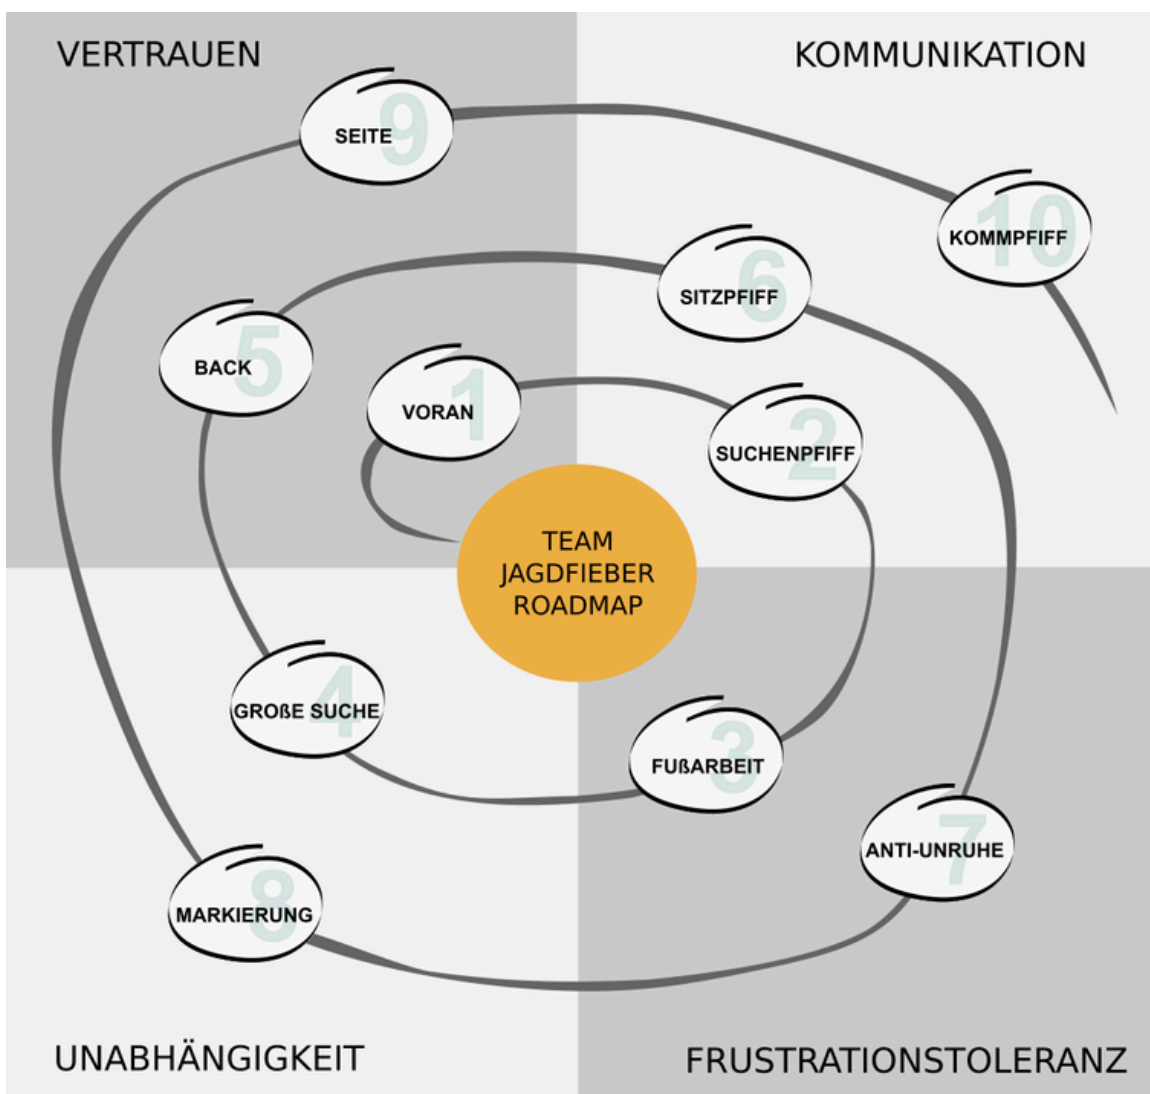 VERTRAUEN
KOMMUNIKATION
9
SEITE
10
KOMMPFIFF
6
SITZPFIFF
5
BACK
1
VORAN
2
SUCHENPFIFF
TEAM
JAGDFIEBER
ROADMAP
4
GROßE SUCHE
3
FUßARBEIT
7
ANTI-UNRUHE
8
MARKIERUNG
UNABHÄNGIGKEIT
FRUSTRATIONSTOLERANZ